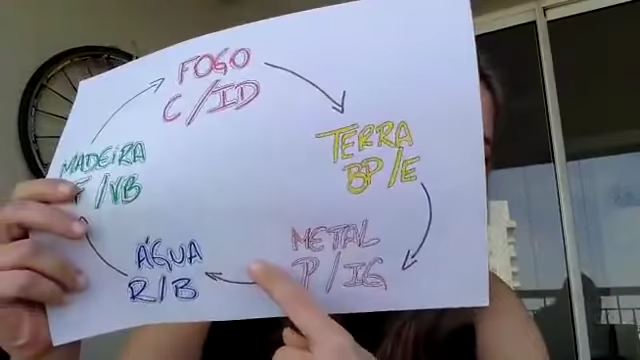 FOGO
C/ID
TERRA
BP/E
METAL
P/IG
ÁGUA
R/B
MADEIRA
F/VB